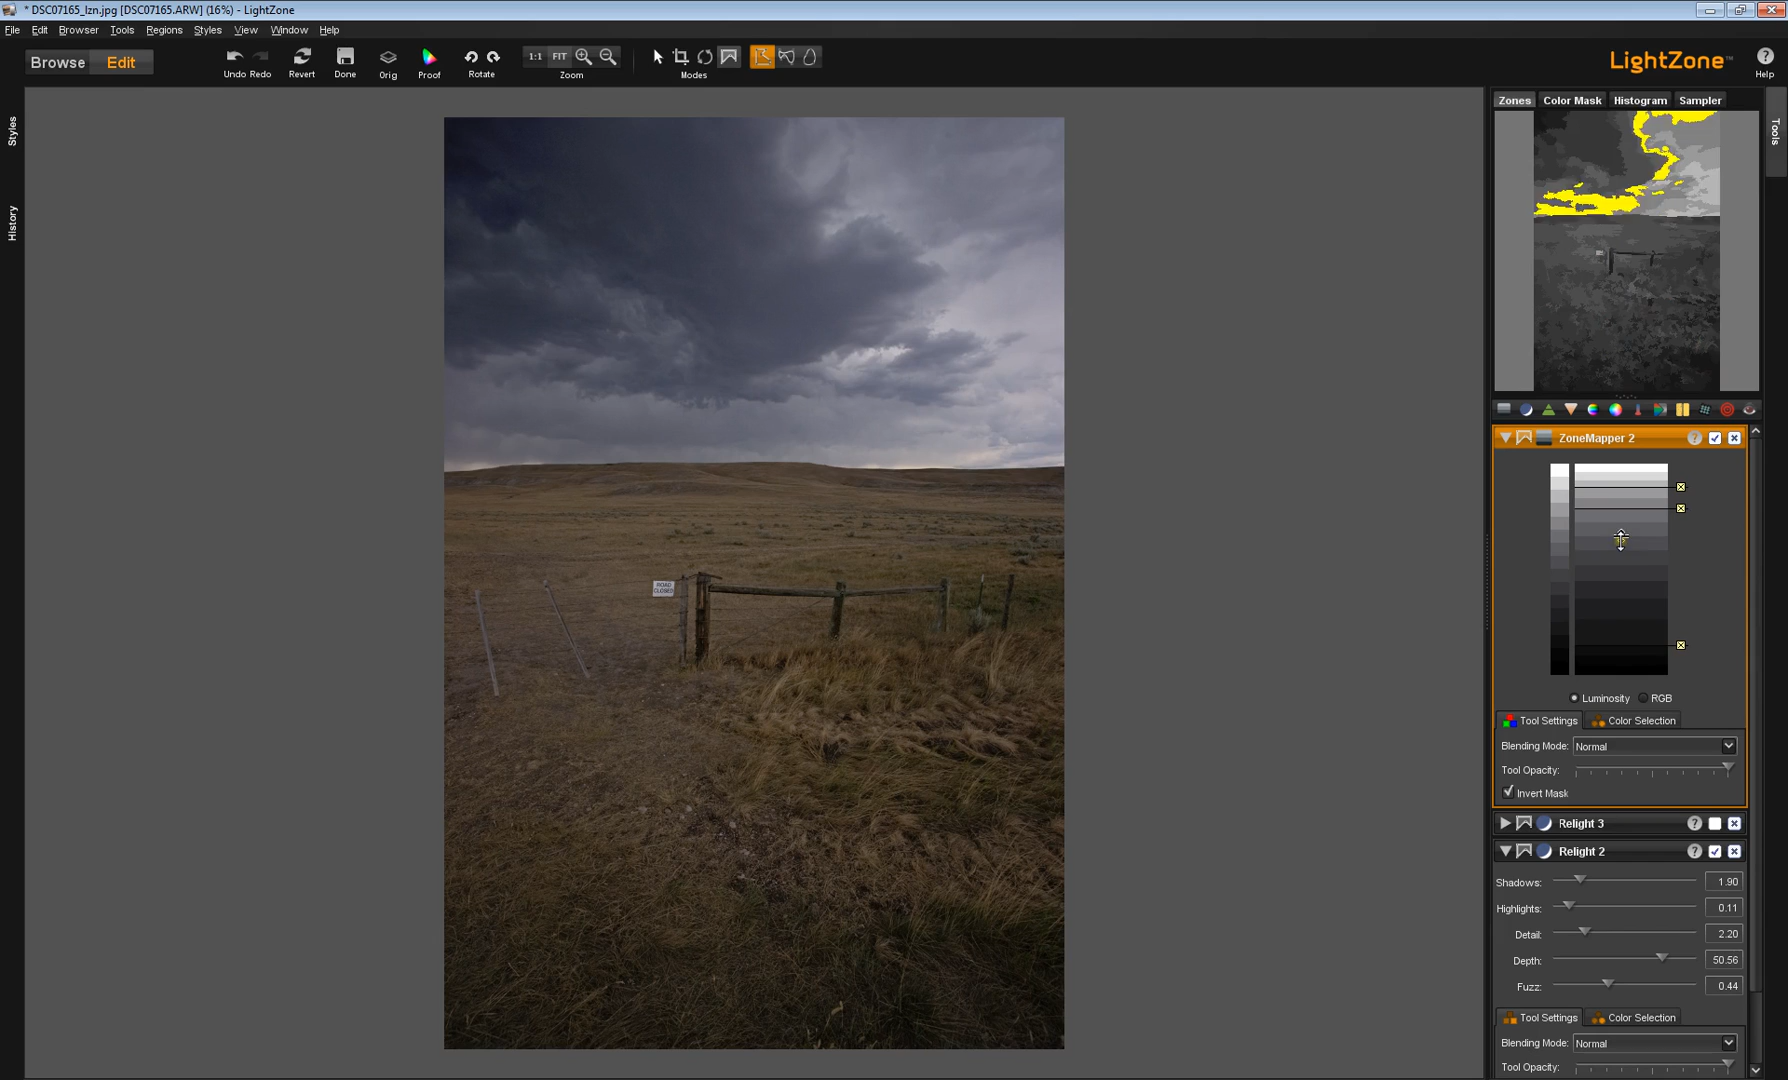 * DSC07165_lzn.jpg [DSC07165.ARW] (16%) - LightZone
File Edit Browser Tools Regions Styles View Window Help
Browse Edit
Undo Redo Revert Done Orig Proof Rotate 1:1 FIT Zoom Modes
LightZone™
? Help
Styles
History
Tools
Zones Color Mask Histogram Sampler
ROAD
CLOSED
ZoneMapper 2 ?
Luminosity RGB
Tool Settings Color Selection
Blending Mode: Normal
Tool Opacity:
Invert Mask
Relight 3 ?
Relight 2 ?
Shadows: 1.90
Highlights: 0.11
Detail: 2.20
Depth: 50.56
Fuzz: 0.44
Tool Settings Color Selection
Blending Mode: Normal
Tool Opacity: